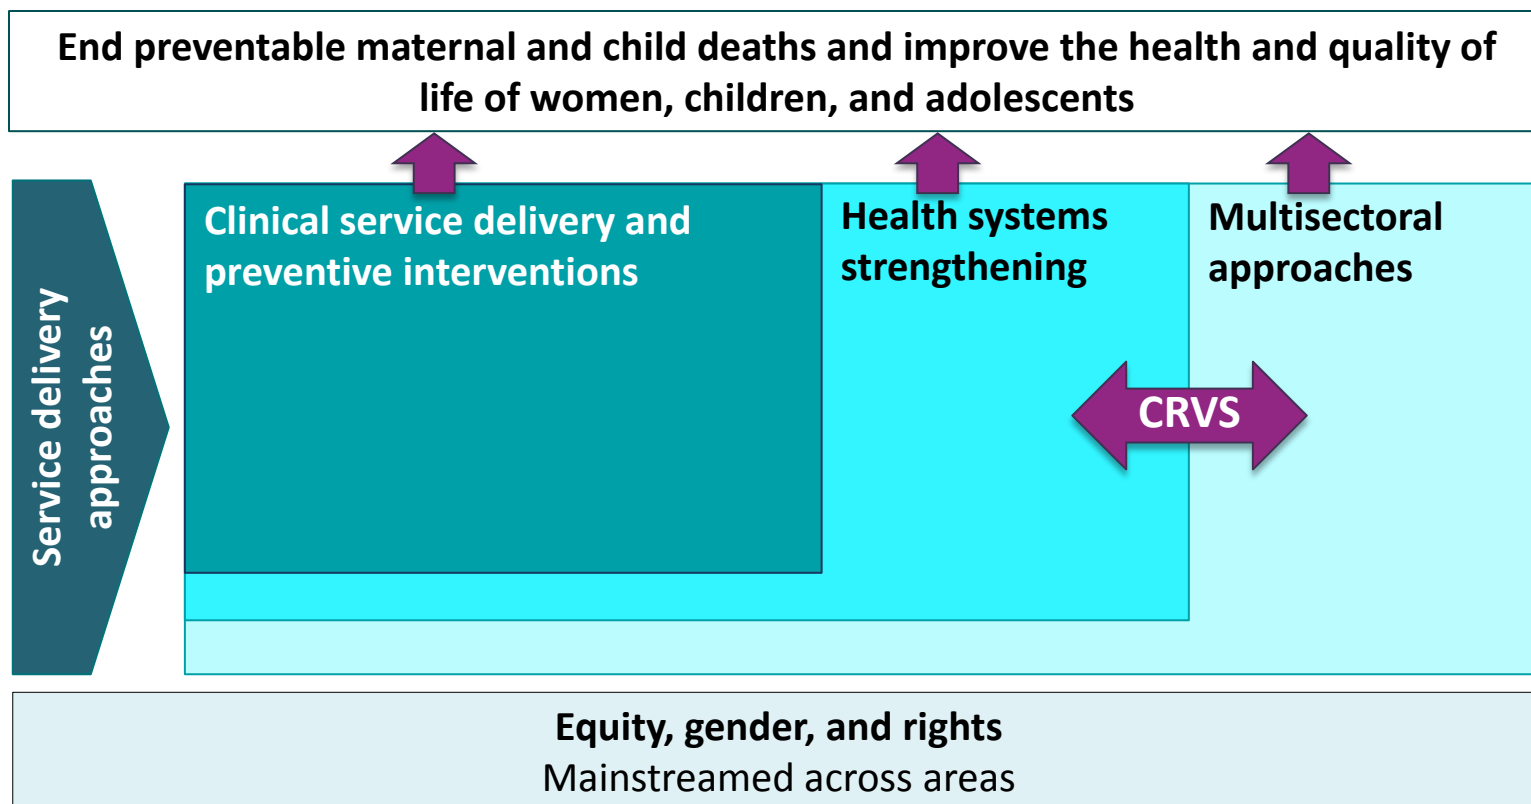 End preventable maternal and child deaths and improve the health and quality of
life of women, children, and adolescents
Service delivery
approaches
Clinical service delivery and
preventive interventions
Health systems
strengthening
Multisectoral
approaches
CRVS
Equity, gender, and rights
Mainstreamed across areas